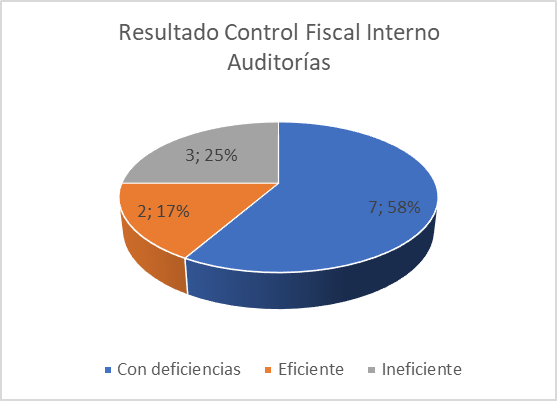 Resultado Control Fiscal Interno
Auditorías
3; 25%
2; 17%
7; 58%
Con deficiencias
Eficiente
Ineficiente